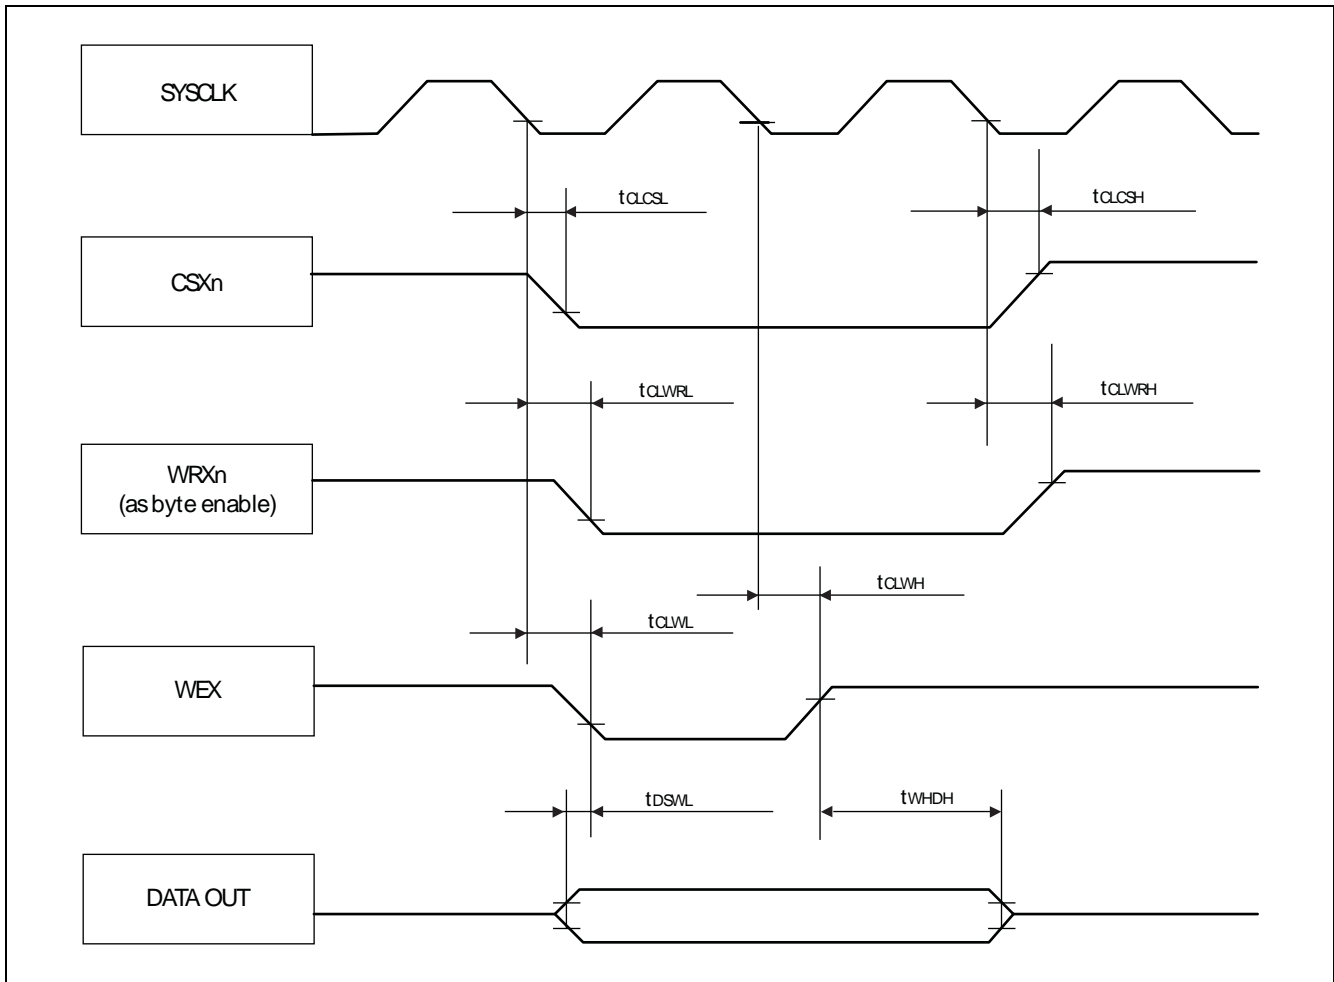 SYSCLK
tCLCSL
tCLCSH
CSXn
tCLWRL
tCLWRH
WRXn
(as byte enable)
tCLWH
tCLWL
WEX
tDSWL
tWHDH
DATA OUT